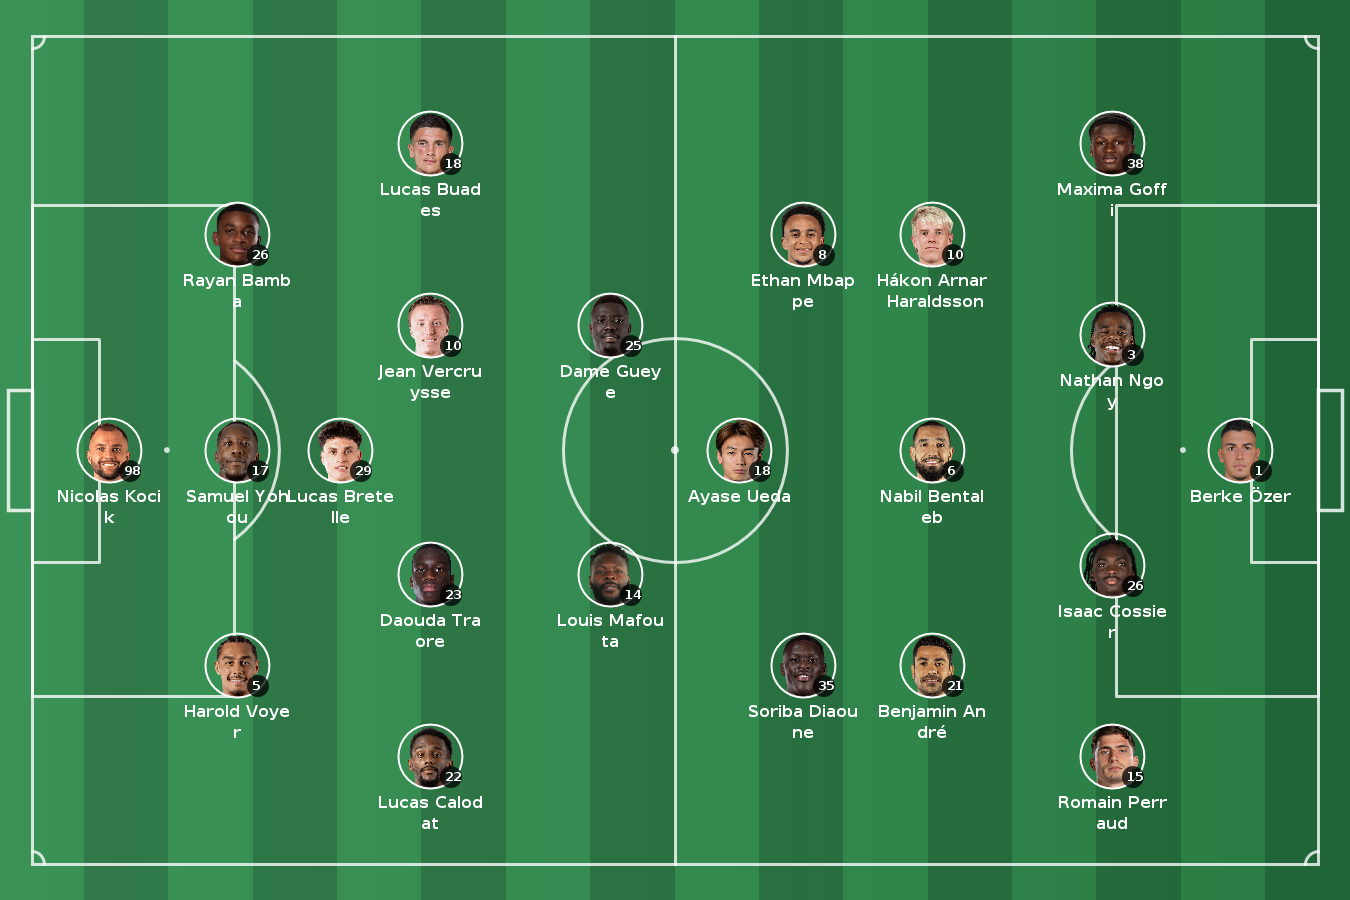 18
Lucas Buad
es
38
Maxima Goff
i
26
Rayan Bamb
a
8
Ethan Mbap
pe
10
Hákon Arnar
Haraldsson
10
Jean Vercru
ysse
25
Dame Guey
e
3
Nathan Ngo
y
98
Nicolas Koci
k
17
Samuel Yoh
ou
29
Lucas Brete
lle
18
Ayase Ueda
6
Nabil Bental
eb
1
Berke Özer
23
Daouda Tra
ore
14
Louis Mafou
ta
26
Isaac Cossie
r
5
Harold Voye
r
35
Soriba Diaou
ne
21
Benjamin An
dré
22
Lucas Calod
at
15
Romain Perr
aud